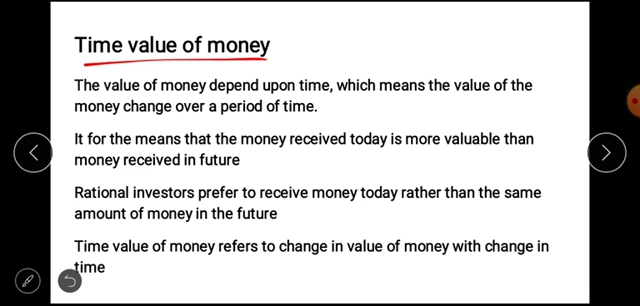 Time value of money
The value of money depend upon time, which means the value of the
money change over a period of time.
It for the means that the money received today is more valuable than
money received in future
Rational investors prefer to receive money today rather than the same
amount of money in the future
Time value of money refers to change in value of money with change in
time